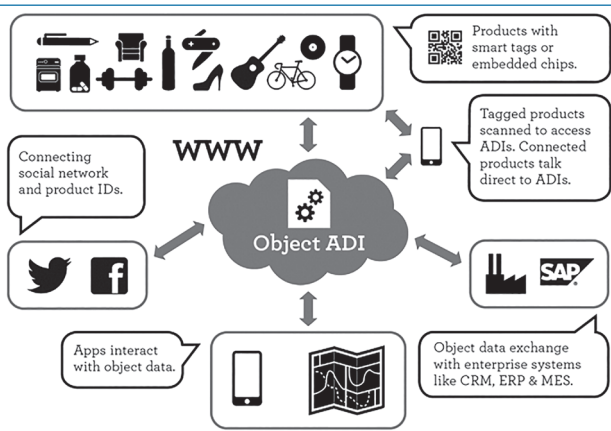 Products with
smart tags or
embedded chips.
Tagged products
scanned to access
ADIs. Connected
products talk
direct to ADIs.
WWW
Connecting
social network
and product IDs.
Object ADI
f
SAP
Apps interact
with object data.
Object data exchange
with enterprise systems
like CRM, ERP & MES.